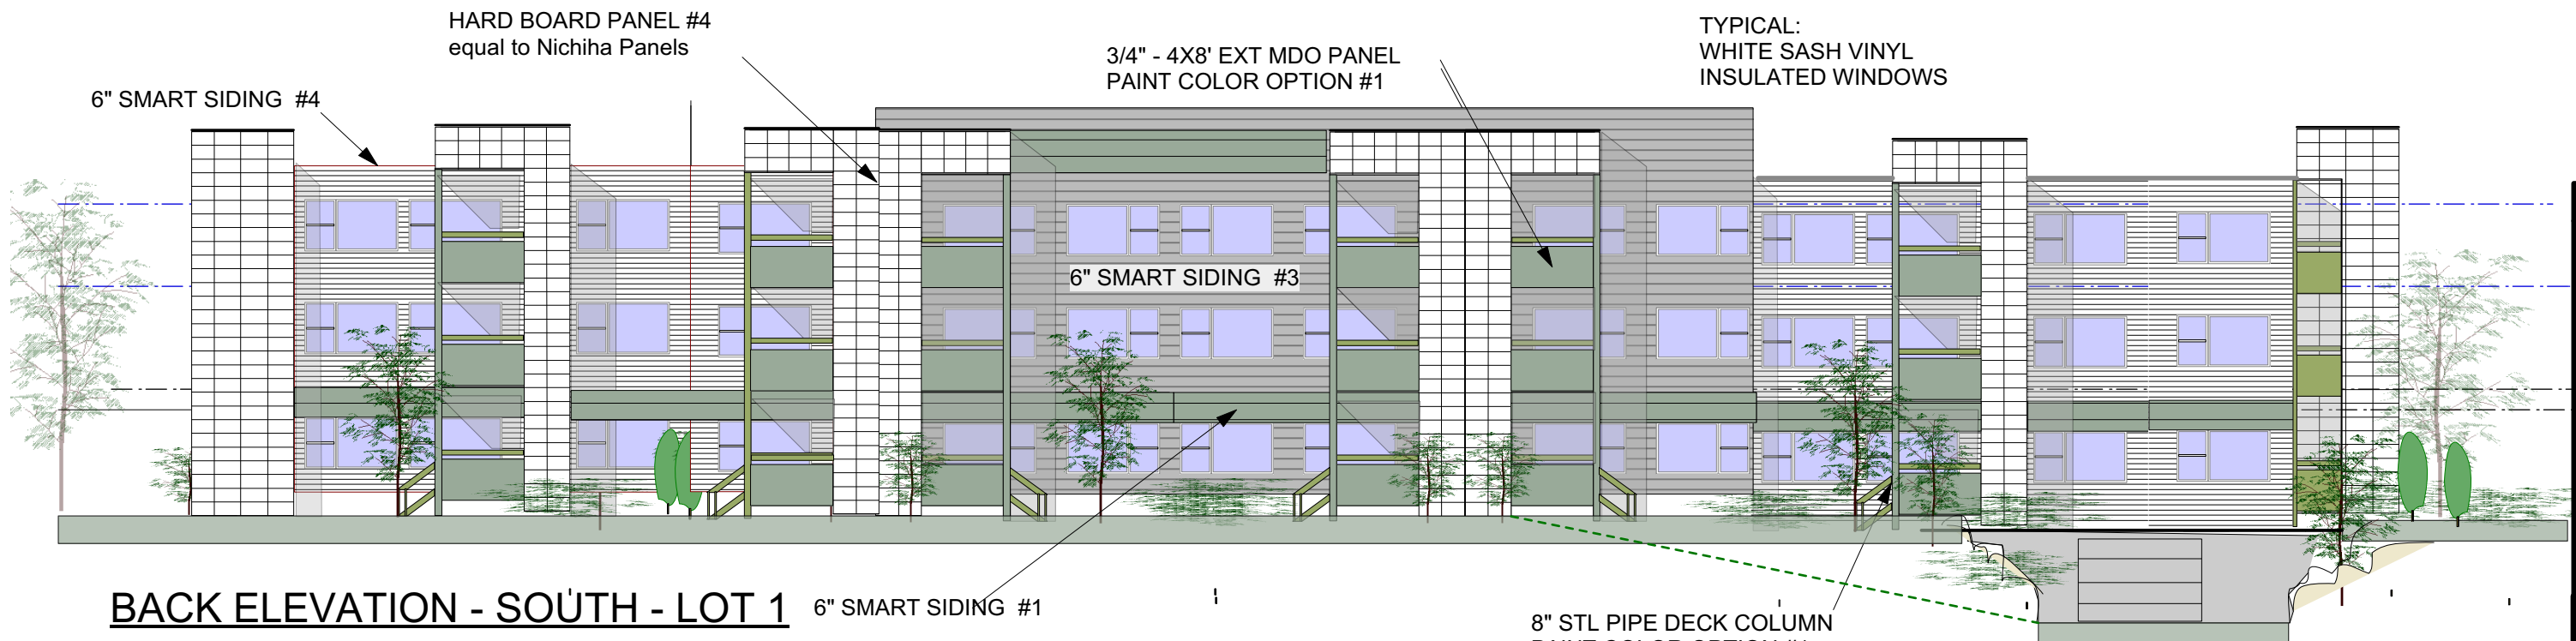 HARD BOARD PANEL #4
equal to Nichiha Panels
TYPICAL:
WHITE SASH VINYL
INSULATED WINDOWS
3/4" - 4X8' EXT MDO PANEL
PAINT COLOR OPTION #1
6" SMART SIDING  #4
6" SMART SIDING  #3
BACK ELEVATION - SOUTH - LOT 1
6" SMART SIDING  #1
8" STL PIPE DECK COLUMN